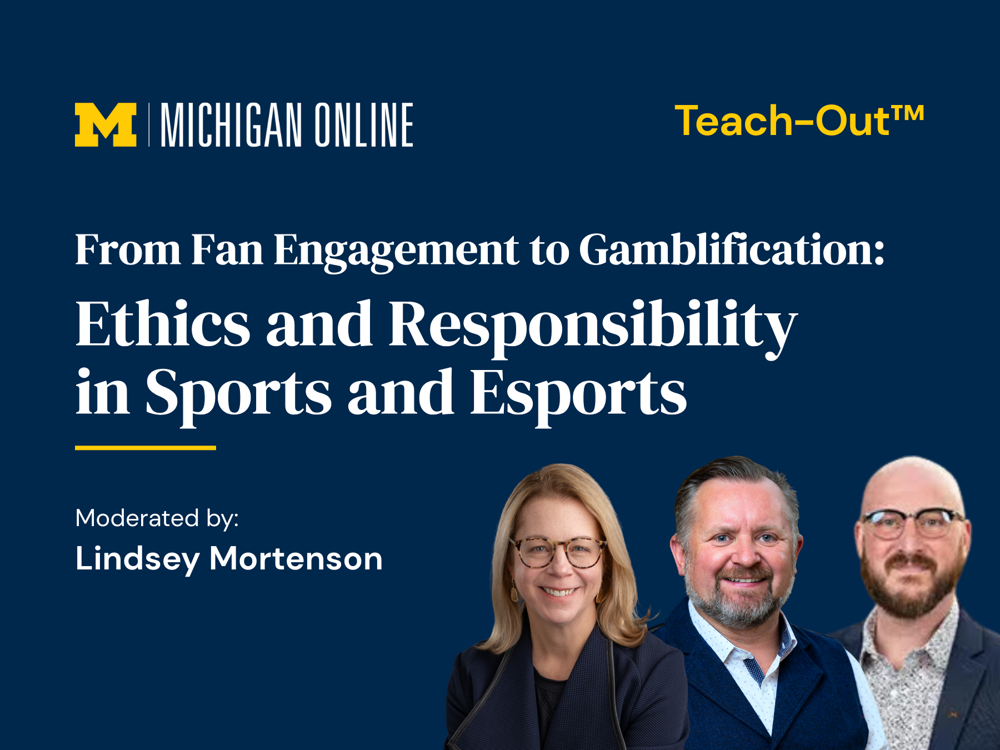 M | MICHIGAN ONLINE
Teach-Out™
From Fan Engagement to Gamblification:
Ethics and Responsibility
in Sports and Esports
Moderated by:
Lindsey Mortenson